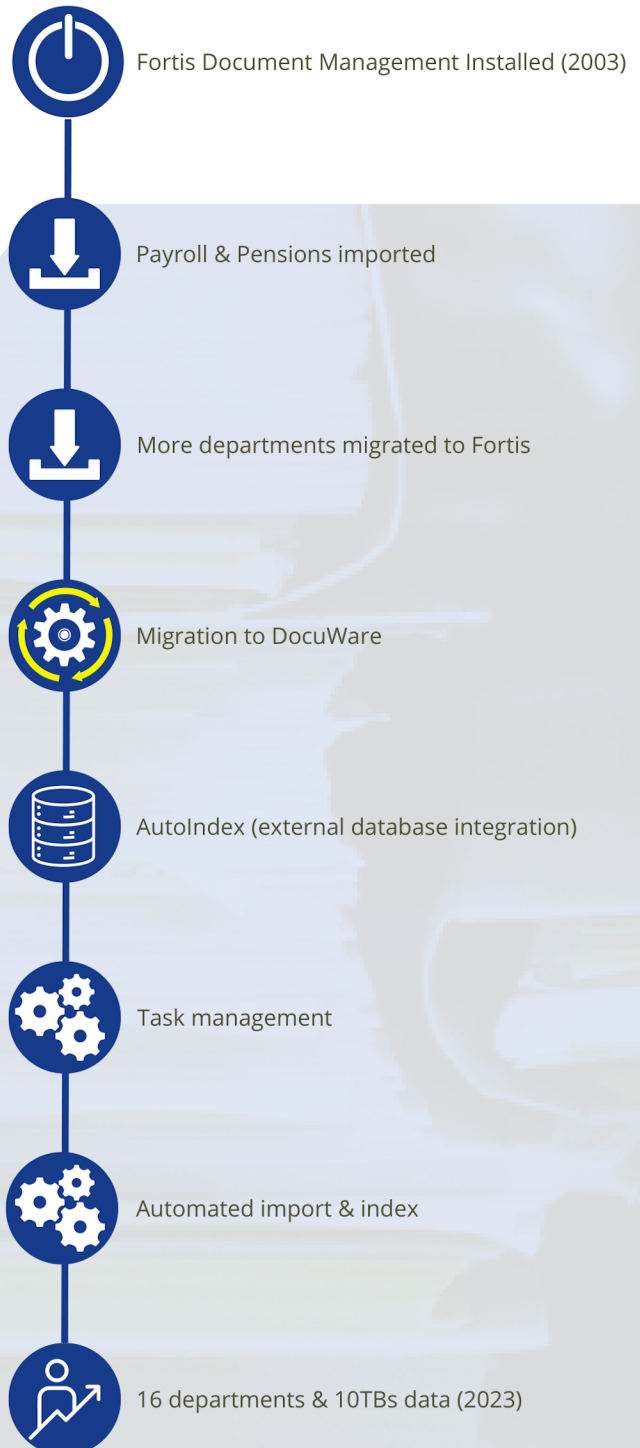 Fortis Document Management Installed (2003)
Payroll & Pensions imported
More departments migrated to Fortis
Migration to DocuWare
AutoIndex (external database integration)
Task management
Automated import & index
16 departments & 10TBs data (2023)